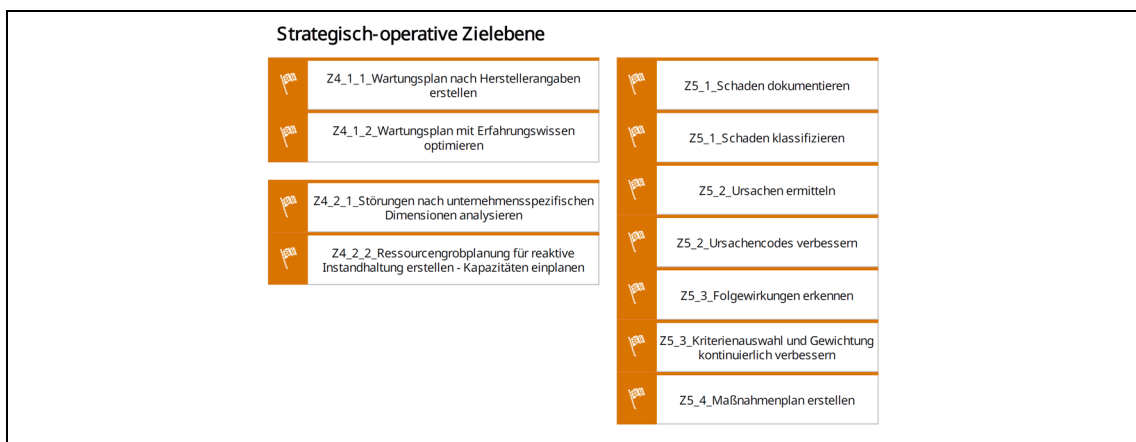 Strategisch-operative Zielebene
Z4_1_1_Wartungsplan nach Herstellerangaben
erstellen
Z4_1_2_Wartungsplan mit Erfahrungswissen
optimieren
Z4_2_1_Störungen nach unternehmensspezifischen
Dimensionen analysieren
Z4_2_2_Ressourcengrobplanung für reaktive
Instandhaltung erstellen - Kapazitäten einplanen
Z5_1_Schaden dokumentieren
Z5_1_Schaden klassifizieren
Z5_2_Ursachen ermitteln
Z5_2_Ursachencodes verbessern
Z5_3_Folgewirkungen erkennen
Z5_3_Kriterienauswahl und Gewichtung
kontinuierlich verbessern
Z5_4_Maßnahmenplan erstellen